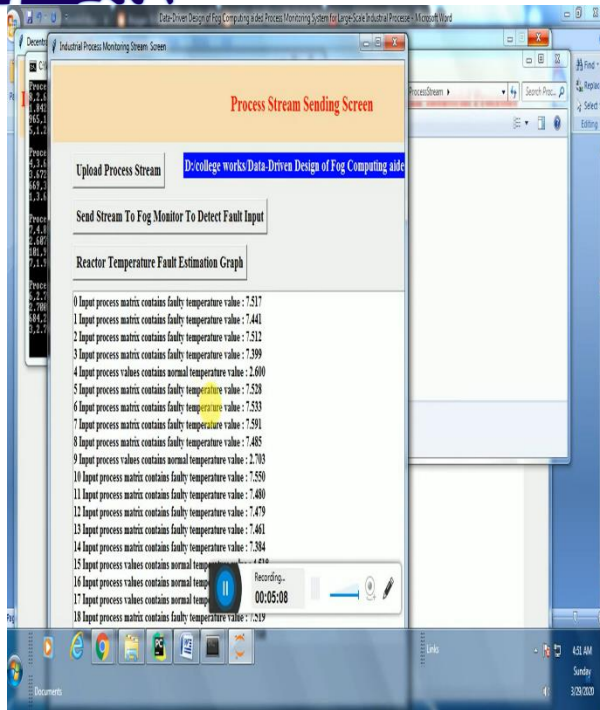 Data-Driven Design of Fog Computing aided Process Monitoring System for Large-Scale Industrial Processe - Microsoft Word
Decentr
Industrial Process Monitoring Stream Screen
Find
Replac
Select
Editing
ProcessStream
Search Proc...
Process Stream Sending Screen
Upload Process Stream
D:/college works/Data-Driven Design of Fog Computing aide
Send Stream To Fog Monitor To Detect Fault Input
Reactor Temperature Fault Estimation Graph
0 Input process matrix contains faulty temperature value : 7.517
1 Input process matrix contains faulty temperature value : 7.441
2 Input process matrix contains faulty temperature value : 7.512
3 Input process matrix contains faulty temperature value : 7.399
4 Input process values contains normal temperature value : 2.600
5 Input process matrix contains faulty temperature value : 7.528
6 Input process matrix contains faulty temperature value : 7.533
7 Input process matrix contains faulty temperature value : 7.591
8 Input process matrix contains faulty temperature value : 7.485
9 Input process values contains normal temperature value : 2.703
10 Input process matrix contains faulty temperature value : 7.550
11 Input process matrix contains faulty temperature value : 7.480
12 Input process matrix contains faulty temperature value : 7.479
13 Input process matrix contains faulty temperature value : 7.461
14 Input process matrix contains faulty temperature value : 7.384
15 Input process values contains normal temp
16 Input process values contains normal temp
17 Input process values contains normal temp
18 Input process matrix contains faulty temperature value : 7.519
Recording...
00:05:08
Links
Documents
4:51 AM
Sunday
3/29/2020